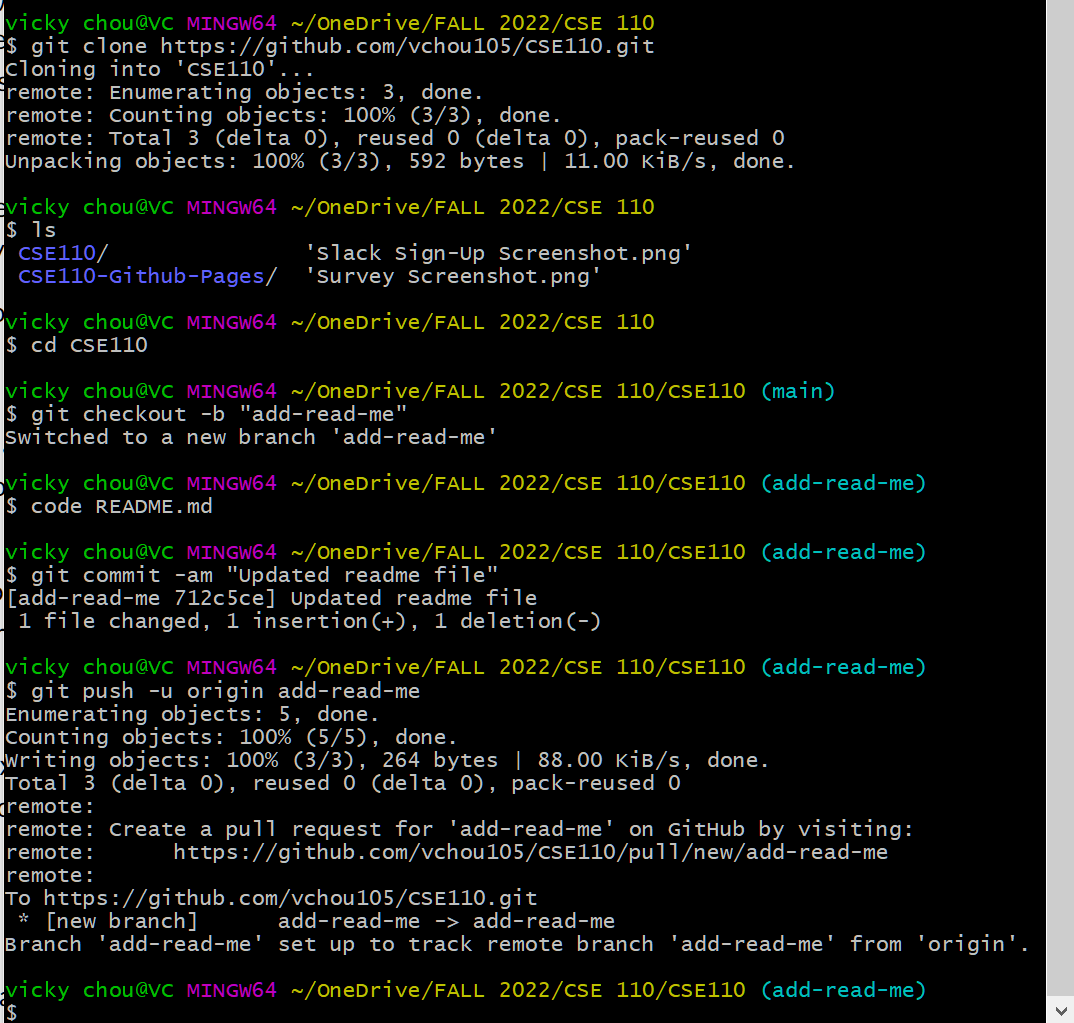 vicky chou@VC MINGW64 ~/OneDrive/FALL 2022/CSE 110
$ git clone https://github.com/vchou105/CSE110.git
Cloning into 'CSE110'...
remote: Enumerating objects: 3, done.
remote: Counting objects: 100% (3/3), done.
remote: Total 3 (delta 0), reused 0 (delta 0), pack-reused 0
Unpacking objects: 100% (3/3), 592 bytes | 11.00 KiB/s, done.

vicky chou@VC MINGW64 ~/OneDrive/FALL 2022/CSE 110
$ ls
 CSE110/               'Slack Sign-Up Screenshot.png'
 CSE110-Github-Pages/  'Survey Screenshot.png'

vicky chou@VC MINGW64 ~/OneDrive/FALL 2022/CSE 110
$ cd CSE110

vicky chou@VC MINGW64 ~/OneDrive/FALL 2022/CSE 110/CSE110 (main)
$ git checkout -b "add-read-me"
Switched to a new branch 'add-read-me'

vicky chou@VC MINGW64 ~/OneDrive/FALL 2022/CSE 110/CSE110 (add-read-me)
$ code README.md

vicky chou@VC MINGW64 ~/OneDrive/FALL 2022/CSE 110/CSE110 (add-read-me)
$ git commit -am "Updated readme file"
[add-read-me 712c5ce] Updated readme file
 1 file changed, 1 insertion(+), 1 deletion(-)

vicky chou@VC MINGW64 ~/OneDrive/FALL 2022/CSE 110/CSE110 (add-read-me)
$ git push -u origin add-read-me
Enumerating objects: 5, done.
Counting objects: 100% (5/5), done.
Writing objects: 100% (3/3), 264 bytes | 88.00 KiB/s, done.
Total 3 (delta 0), reused 0 (delta 0), pack-reused 0
remote:
remote: Create a pull request for 'add-read-me' on GitHub by visiting:
remote:      https://github.com/vchou105/CSE110/pull/new/add-read-me
remote:
To https://github.com/vchou105/CSE110.git
 * [new branch]      add-read-me -> add-read-me
Branch 'add-read-me' set up to track remote branch 'add-read-me' from 'origin'.

vicky chou@VC MINGW64 ~/OneDrive/FALL 2022/CSE 110/CSE110 (add-read-me)
$